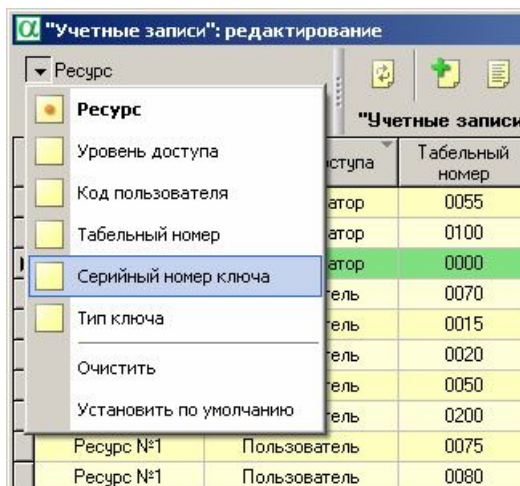 "Учетные записи": редактирование
Ресурс
"Учетные записи
Ресурс
Уровень доступа
Код пользователя
Табельный номер
Серийный номер ключа
Тип ключа
Очистить
Установить по умолчанию
Табельный
номер
0055
0100
0000
0070
0015
0020
0050
0200
Ресурс №1 Пользователь 0075
Ресурс №1 Пользователь 0080